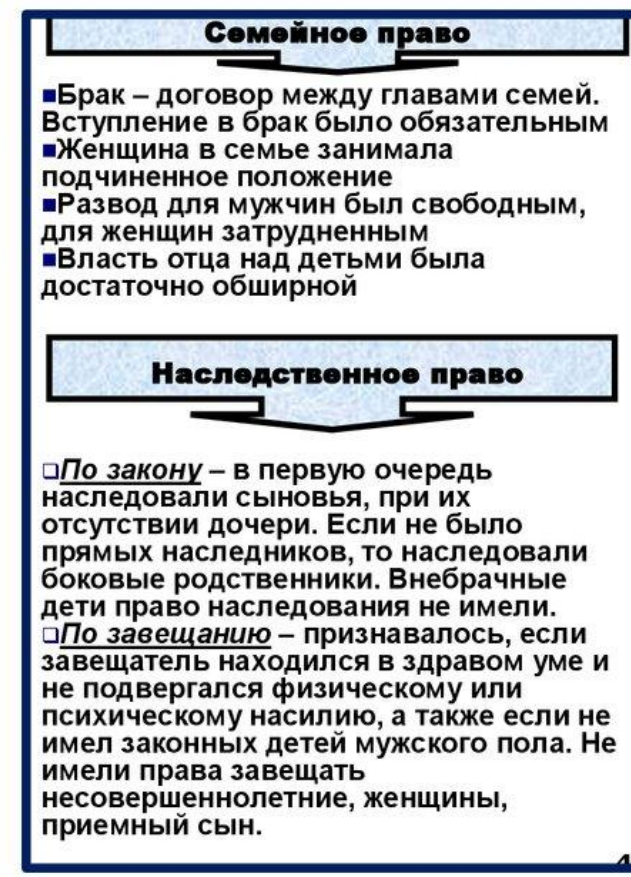 Семейное право
■Брак – договор между главами семей.
Вступление в брак было обязательным
■Женщина в семье занимала
подчиненное положение
■Развод для мужчин был свободным,
для женщин затрудненным
■Власть отца над детьми была
достаточно обширной
Наследственное право
❑По закону – в первую очередь
наследовали сыновья, при их
отсутствии дочери. Если не было
прямых наследников, то наследовали
боковые родственники. Внебрачные
дети право наследования не имели.
❑По завещанию – признавалось, если
завещатель находился в здравом уме и
не подвергался физическому или
психическому насилию, а также если не
имел законных детей мужского пола. Не
имели права завещать
несовершеннолетние, женщины,
приемный сын.